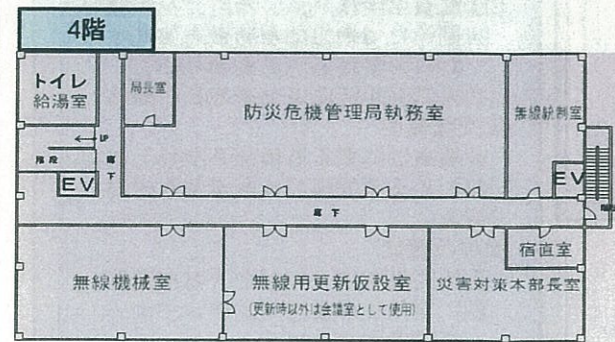 4階
トイレ
給湯室
局長室
防災危機管理局執務室
無線統制室
UP
階段
廊下
EV
EV
階段
廊下
宿直室
無線機械室
無線用更新仮設室
(更新時以外は会議室として使用)
災害対策本部長室